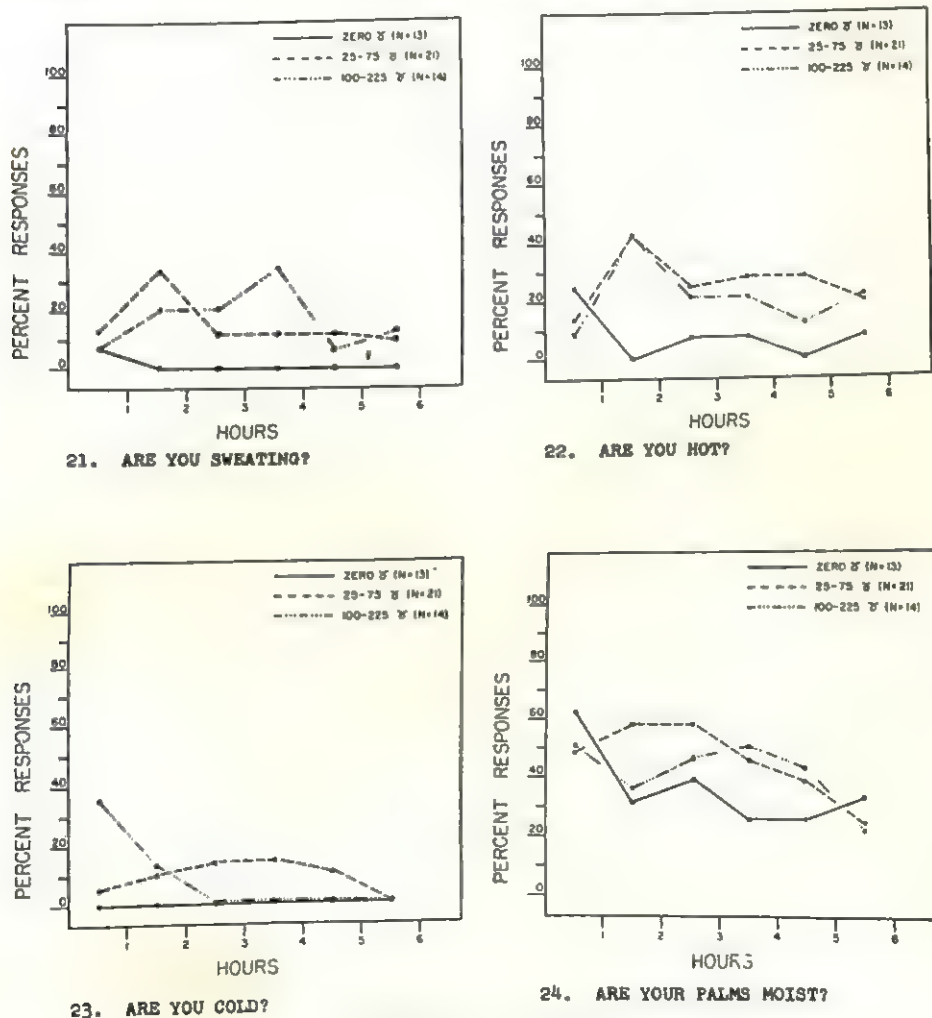 ZERO ɣ (N=13)
25-75 ɣ (N=21)
100-225 ɣ (N=14)
PERCENT RESPONSES
100
80
60
40
20
0
1 2 3 4 5 6
HOURS
21. ARE YOU SWEATING?
ZERO ɣ (N=13)
25-75 ɣ (N=21)
100-225 ɣ (N=14)
PERCENT RESPONSES
100
80
60
40
20
0
1 2 3 4 5 6
HOURS
22. ARE YOU HOT?
ZERO ɣ (N=13)
25-75 ɣ (N=21)
100-225 ɣ (N=14)
PERCENT RESPONSES
100
80
60
40
20
0
1 2 3 4 5 6
HOURS
23. ARE YOU COLD?
ZERO ɣ (N=13)
25-75 ɣ (N=21)
100-225 ɣ (N=14)
PERCENT RESPONSES
100
80
60
40
20
0
1 2 3 4 5 6
HOURS
24. ARE YOUR PALMS MOIST?